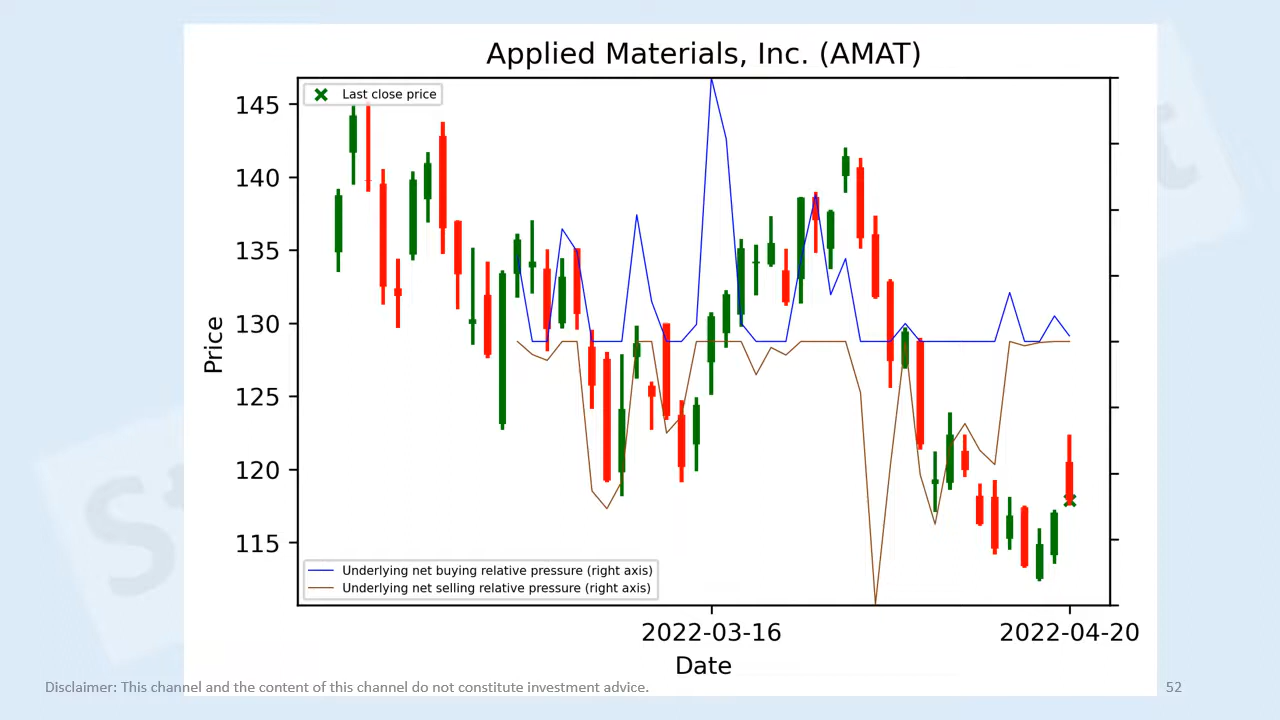 Applied Materials, Inc. (AMAT)
Last close price
145
140
135
130
125
120
115
Price
Underlying net buying relative pressure (right axis)
Underlying net selling relative pressure (right axis)
2022-03-16
2022-04-20
Date
Disclaimer: This channel and the content of this channel do not constitute investment advice.
52